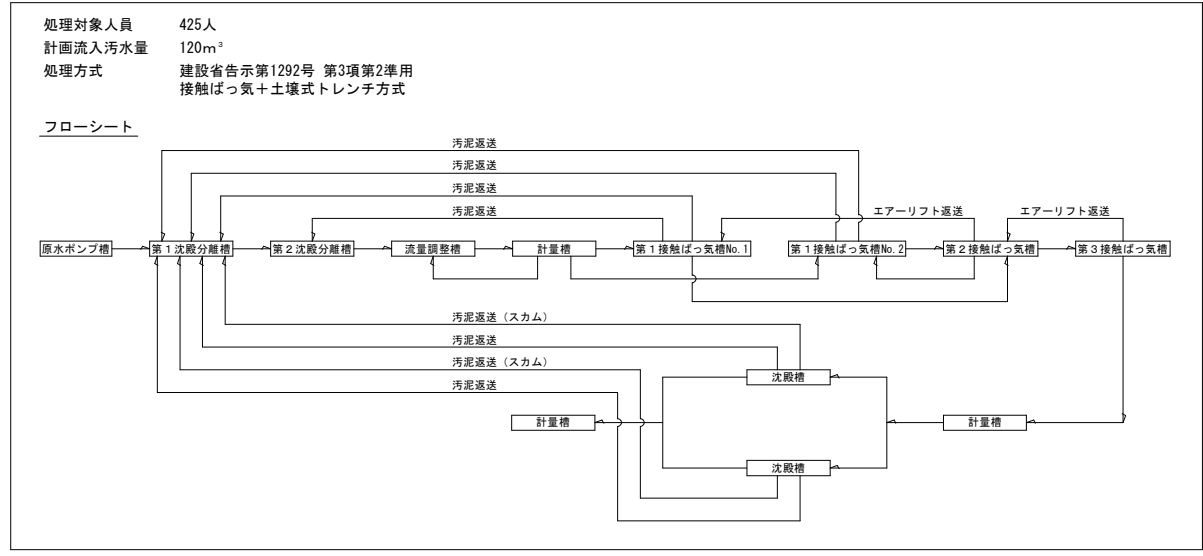 処理対象人員 425人
計画流入汚水量 120m³
処理方式 建設省告示第1292号 第3項第2準用
接触ばっ気＋土壌式トレンチ方式
フローシート
汚泥返送
汚泥返送
汚泥返送
汚泥返送
エアーリフト返送
エアーリフト返送
原水ポンプ槽
第1沈殿分離槽
第2沈殿分離槽
流量調整槽
計量槽
第1接触ばっ気槽No.1
第1接触ばっ気槽No.2
第2接触ばっ気槽
第3接触ばっ気槽
汚泥返送（スカム）
汚泥返送
汚泥返送（スカム）
汚泥返送
沈殿槽
計量槽
計量槽
沈殿槽